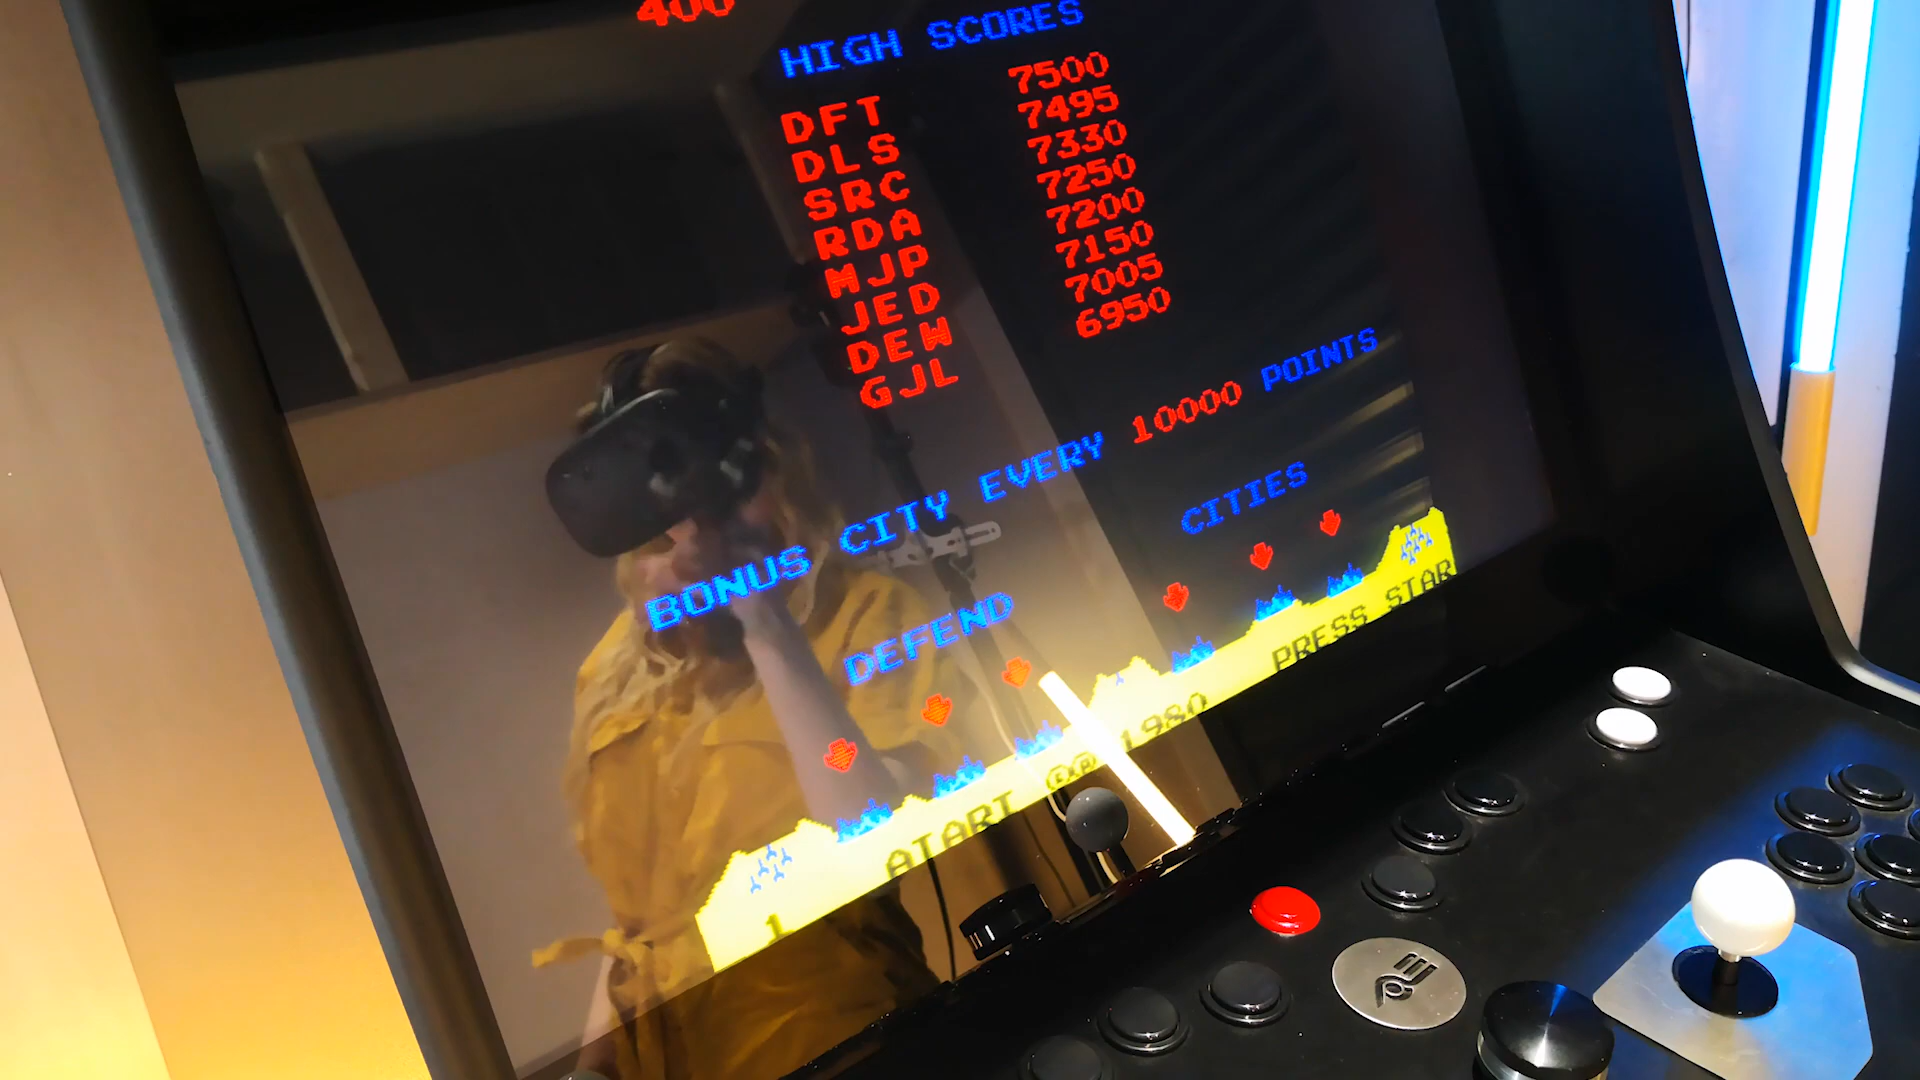 400
HIGH SCORES
DFT 7500
DLS 7495
SRC 7330
RDA 7250
MJP 7200
JED 7150
DEW 7005
GJL 6950
BONUS CITY EVERY 10000 POINTS
DEFEND CITIES
1 ATARI © ℗ 1980 PRESS STAR